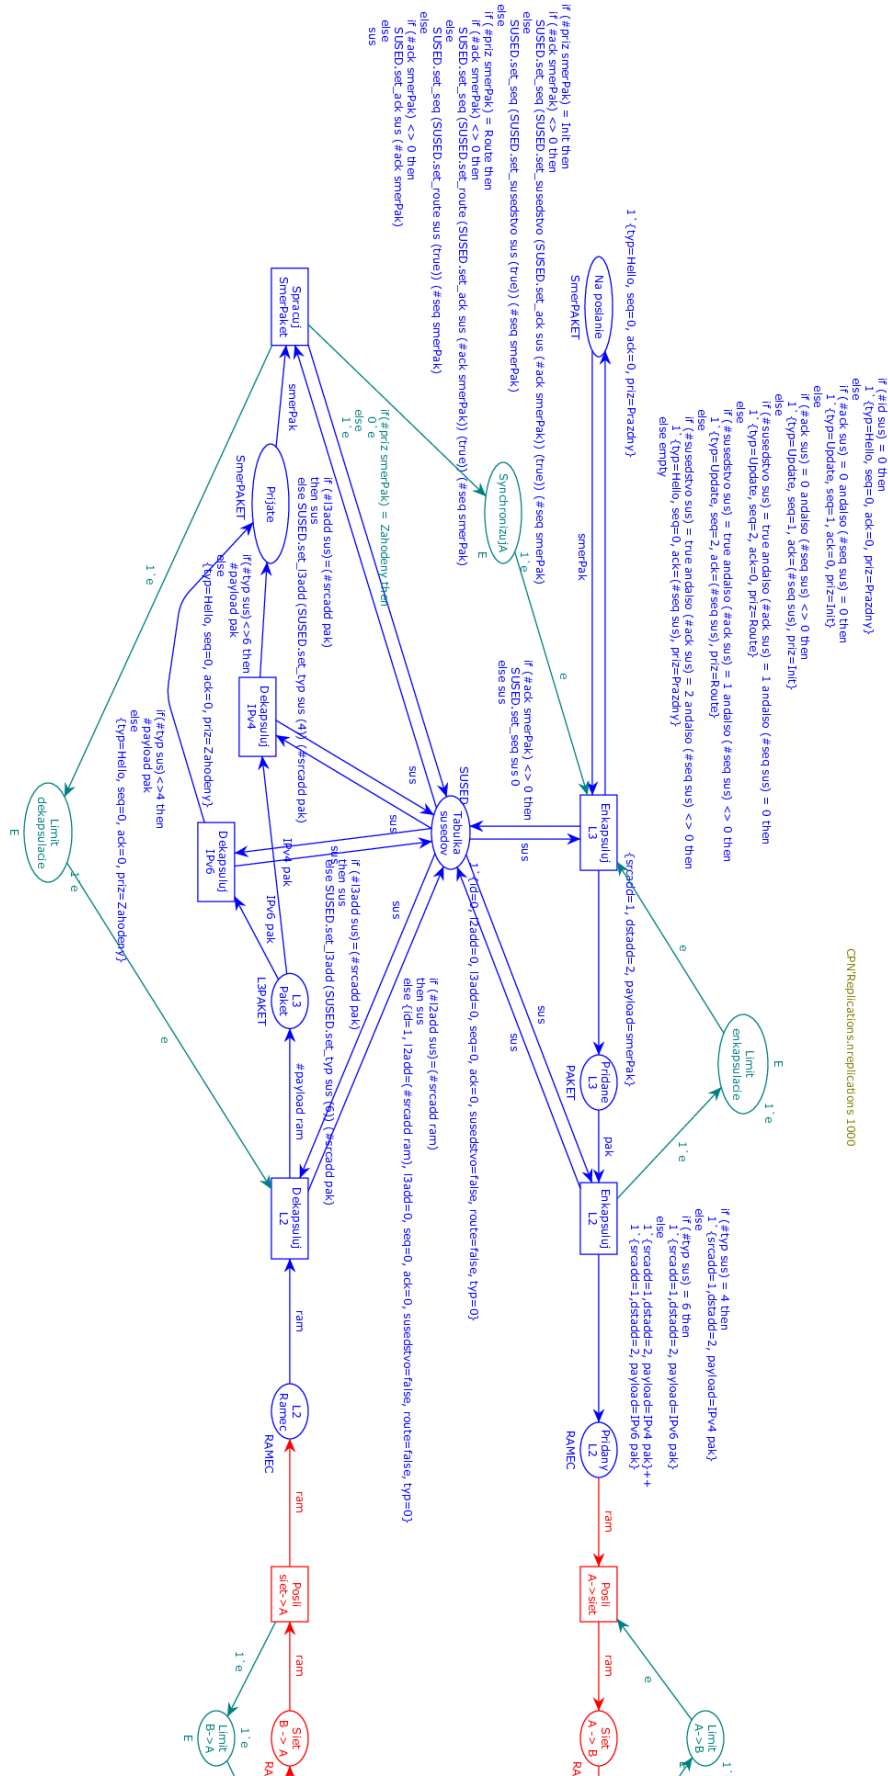 CPN'Replications.nreplications 1000
if (#id sus) = 0 then
1`{typ=Hello, seq=0, ack=0, priz=Prazdny}
else
if (#ack sus) = 0 andalso (#seq sus) = 0 then
1`{typ=Update, seq=1, ack=0, priz=Init}
else
if (#ack sus) = 0 andalso (#seq sus) <> 0 then
1`{typ=Update, seq=1, ack=(#seq sus), priz=Init}
else
if (#susedstvo sus) = true andalso (#ack sus) = 1 andalso (#seq sus) = 0 then
1`{typ=Update, seq=2, ack=0, priz=Route}
else
if (#susedstvo sus) = true andalso (#ack sus) = 1 andalso (#seq sus) <> 0 then
1`{typ=Update, seq=2, ack=(#seq sus), priz=Route}
else
if (#susedstvo sus) = true andalso (#ack sus) = 2 andalso (#seq sus) <> 0 then
1`{typ=Hello, seq=0, ack=(#seq sus), priz=Prazdny}
else empty
E
1`e
Limit
enkapsulacie
e
1`e
if (#typ sus) = 4 then
1`{srcadd=1,dstadd=2, payload=IPv4 pak}
else
if (#typ sus) = 6 then
1`{srcadd=1,dstadd=2, payload=IPv6 pak}
else
1`{srcadd=1,dstadd=2, payload=IPv4 pak}++
1`{srcadd=1,dstadd=2, payload=IPv6 pak}
Limit
A->B
e
1`{typ=Hello, seq=0, ack=0, priz=Prazdny}
Na poslanie
SmerPAKET
smerPak
Enkapsuluj
L3
{srcadd=1, dstadd=2, payload=smerPak}
Pridane
L3
PAKET
pak
Enkapsuluj
L2
Pridany
L2
RAMEC
ram
Posli
A->siet
ram
Siet
A -> B
if (#priz smerPak) = Init then
if (#ack smerPak) <> 0 then
SUSED.set_seq (SUSED.set_susedstvo (SUSED.set_ack sus (#ack smerPak)) (true)) (#seq smerPak)
else
SUSED.set_seq (SUSED.set_susedstvo sus (true)) (#seq smerPak)
else
if (#priz smerPak) = Route then
if (#ack smerPak) <> 0 then
SUSED.set_seq (SUSED.set_route (SUSED.set_ack sus (#ack smerPak)) (true)) (#seq smerPak)
else
SUSED.set_seq (SUSED.set_route sus (true)) (#seq smerPak)
else
if (#ack smerPak) <> 0 then
SUSED.set_ack sus (#ack smerPak)
else
sus
SynchronizujA
E
1`e
e
if (#ack smerPak) <> 0 then
SUSED.set_seq sus 0
else sus
sus
sus
sus
SUSED
Tabulka
susedov
1`{id=0, l2add=0, l3add=0, seq=0, ack=0, susedstvo=false, route=false, typ=0}
if (#l2add sus)=(#srcadd ram)
then sus
else {id=1, l2add=(#srcadd ram), l3add=0, seq=0, ack=0, susedstvo=false, route=false, typ=0}
sus
sus
sus
sus
if(#priz smerPak) = Zahodeny then
0`e
else
1`e
if (#l3add sus)=(#srcadd pak)
then sus
else SUSED.set_l3add (SUSED.set_typ sus (4)) (#srcadd pak)
if (#l3add sus)=(#srcadd pak)
then sus
else SUSED.set_l3add (SUSED.set_typ sus (6)) (#srcadd pak)
Spracuj
SmerPaket
smerPak
Prijate
SmerPAKET
Dekapsuluj
IPv4
IPv4 pak
IPv6 pak
L3
Paket
L3PAKET
#payload ram
Dekapsuluj
L2
ram
L2
Ramec
RAMEC
ram
Posli
siet->A
ram
Siet
B -> A
if(#typ sus)<>6 then
#payload pak
else
{typ=Hello, seq=0, ack=0, priz=Zahodeny}
Dekapsuluj
IPv6
if(#typ sus)<>4 then
#payload pak
else
{typ=Hello, seq=0, ack=0, priz=Zahodeny}
1`e
Limit
dekapsulacie
E
1`e
e
1`e
1`e
Limit
B->A
E